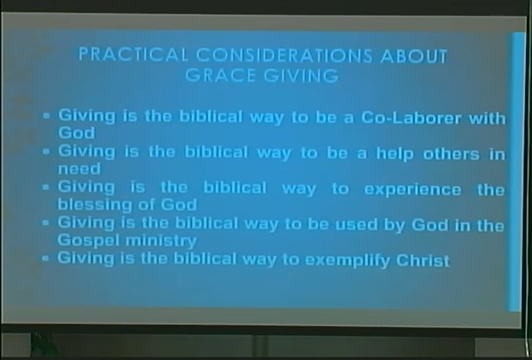 PRACTICAL CONSIDERATIONS ABOUT
GRACE GIVING
▪ Giving is the biblical way to be a Co-Laborer with
God
▪ Giving is the biblical way to be a help others in
need
▪ Giving is the biblical way to experience the
blessing of God
▪ Giving is the biblical way to be used by God in the
Gospel ministry
▪ Giving is the biblical way to exemplify Christ